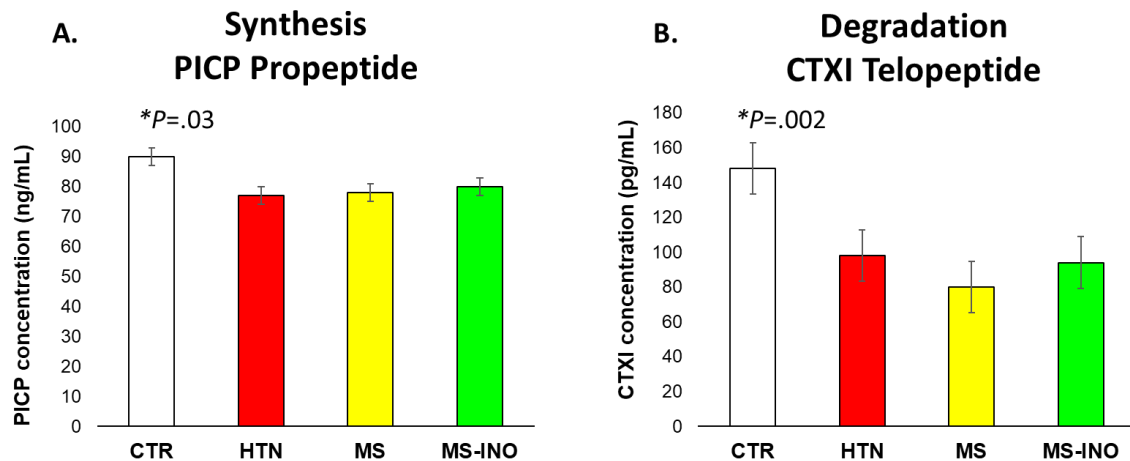 A.
Synthesis
PICP Propeptide
*P=.03
PICP concentration (ng/mL)
100
90
80
70
60
50
40
30
20
10
0
CTR HTN MS MS-INO
B.
Degradation
CTXI Telopeptide
*P=.002
CTXI concentration (pg/mL)
180
160
140
120
100
80
60
40
20
0
CTR HTN MS MS-INO